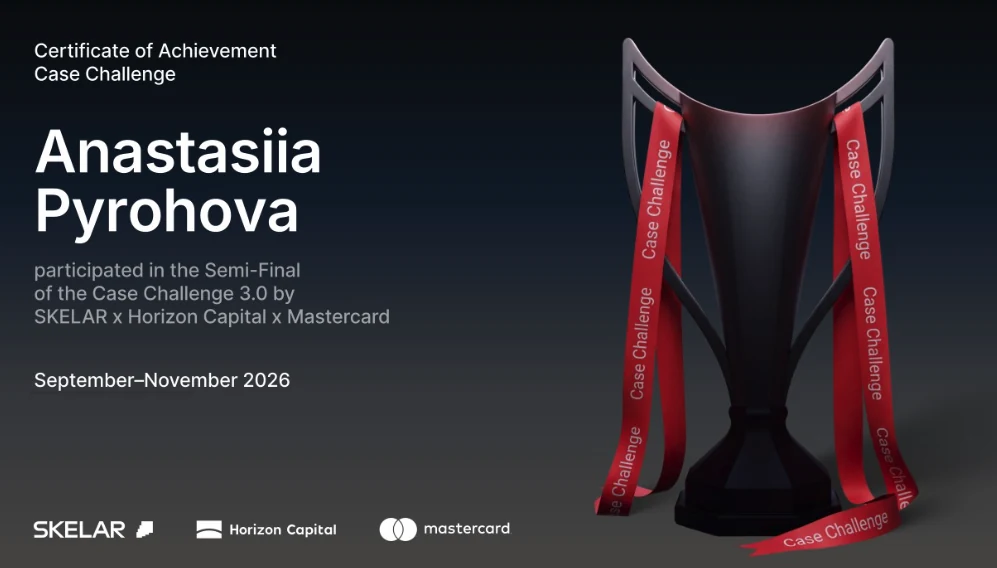 Certificate of Achievement
Case Challenge
Anastasiia
Pyrohova
participated in the Semi-Final
of the Case Challenge 3.0 by
SKELAR x Horizon Capital x Mastercard
September–November 2026
SKELAR
Horizon Capital
mastercard
Case Challenge
Case Challenge
Case Challenge
Case Challenge
Case Challenge
Case Challenge
Case Challenge